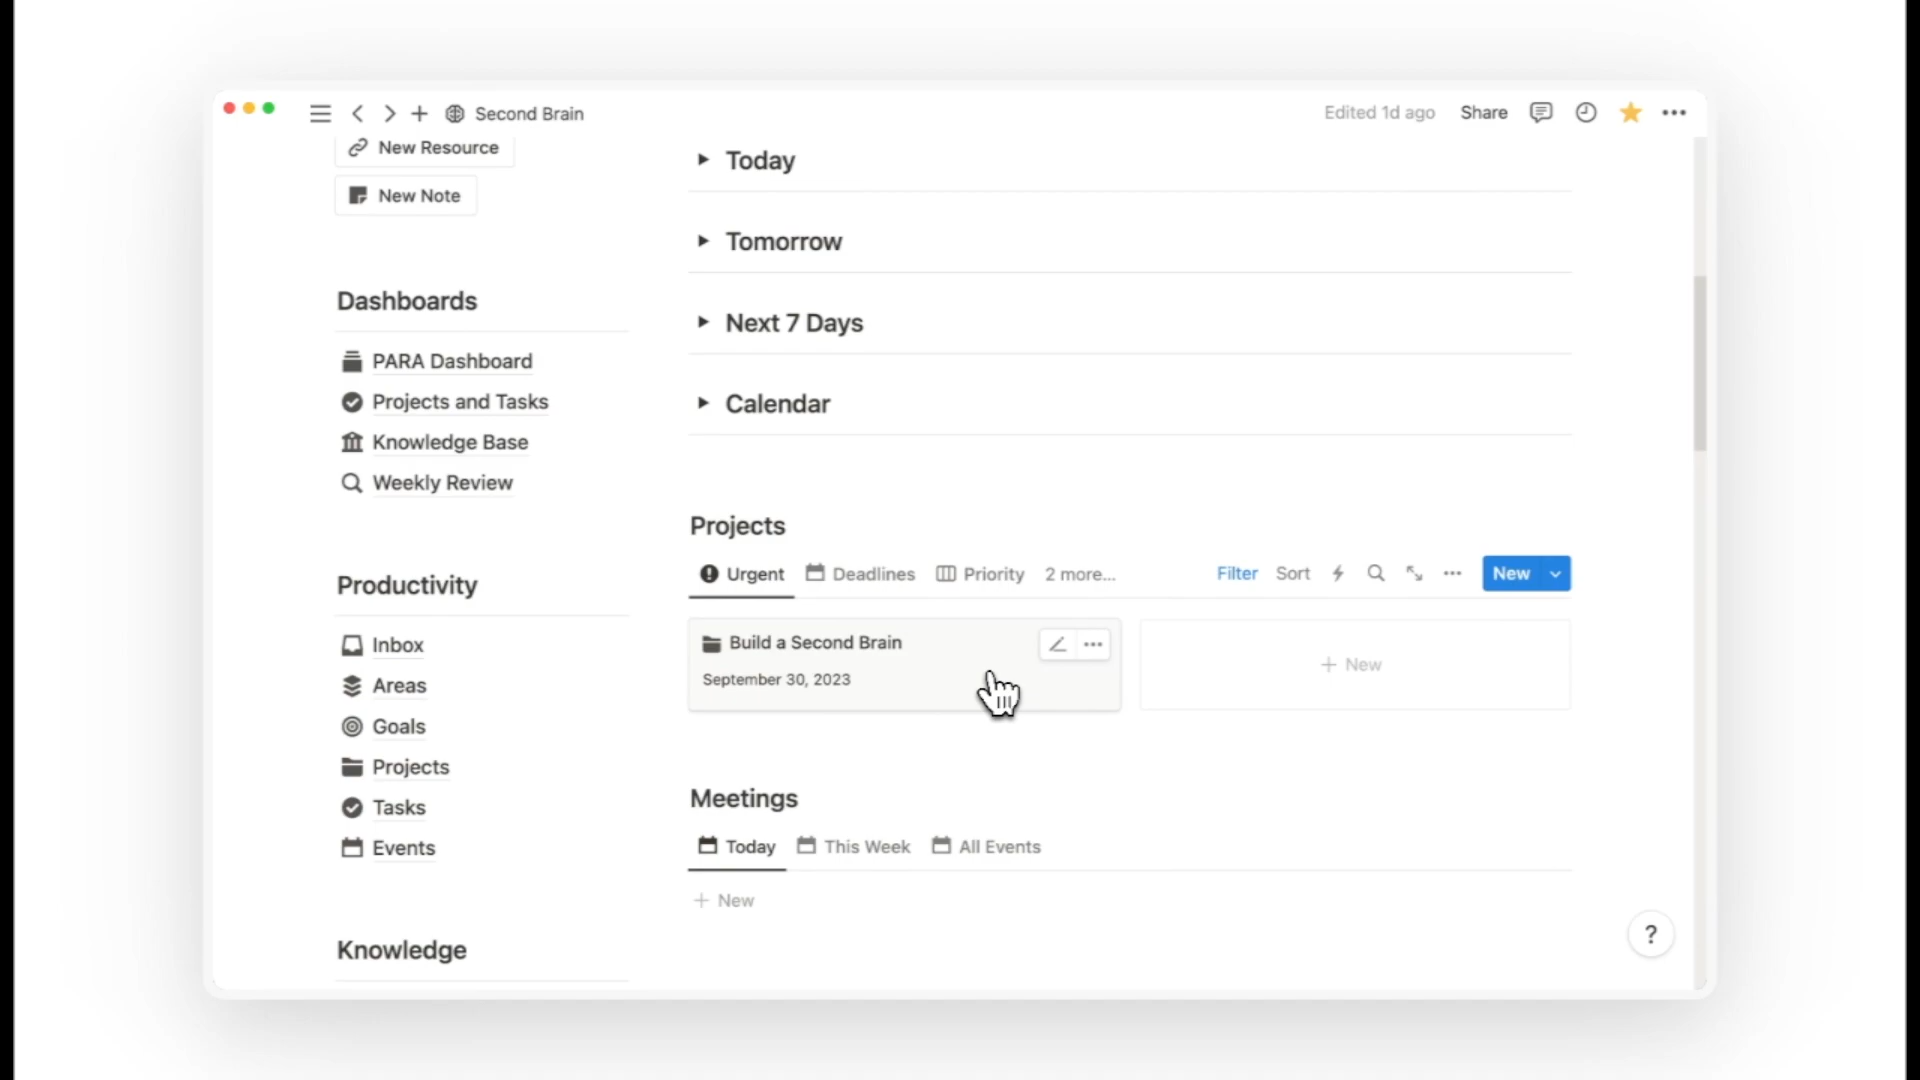 Second Brain
Edited 1d ago Share
New Resource
New Note
Dashboards
PARA Dashboard
Projects and Tasks
Knowledge Base
Weekly Review
Productivity
Inbox
Areas
Goals
Projects
Tasks
Events
Knowledge
Today
Tomorrow
Next 7 Days
Calendar
Projects
Urgent Deadlines Priority 2 more... Filter Sort New
Build a Second Brain
September 30, 2023
+ New
Meetings
Today This Week All Events
+ New
?